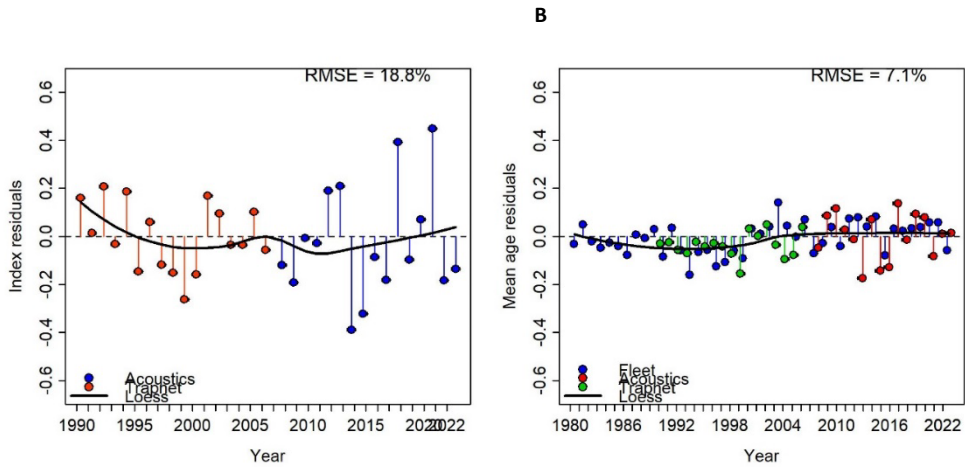 B
RMSE = 18.8%
Index residuals
0.6
0.4
0.2
0.0
-0.2
-0.4
-0.6
Acoustics
Trapnet
Loess
1990 1995 2000 2005 2010 2015 2020 2022
Year
RMSE = 7.1%
Mean age residuals
0.6
0.4
0.2
0.0
-0.2
-0.4
-0.6
Fleet
Acoustics
Trapnet
Loess
1980 1986 1992 1998 2004 2010 2016 2022
Year